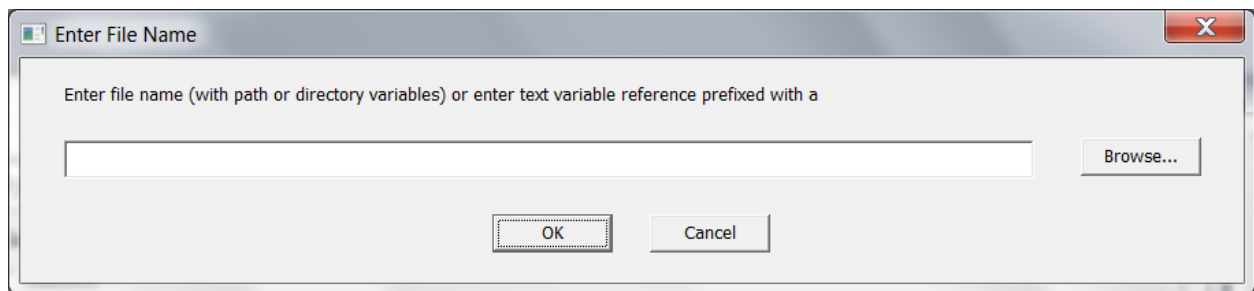 Enter File Name
X
Enter file name (with path or directory variables) or enter text variable reference prefixed with a
Browse...
OK Cancel